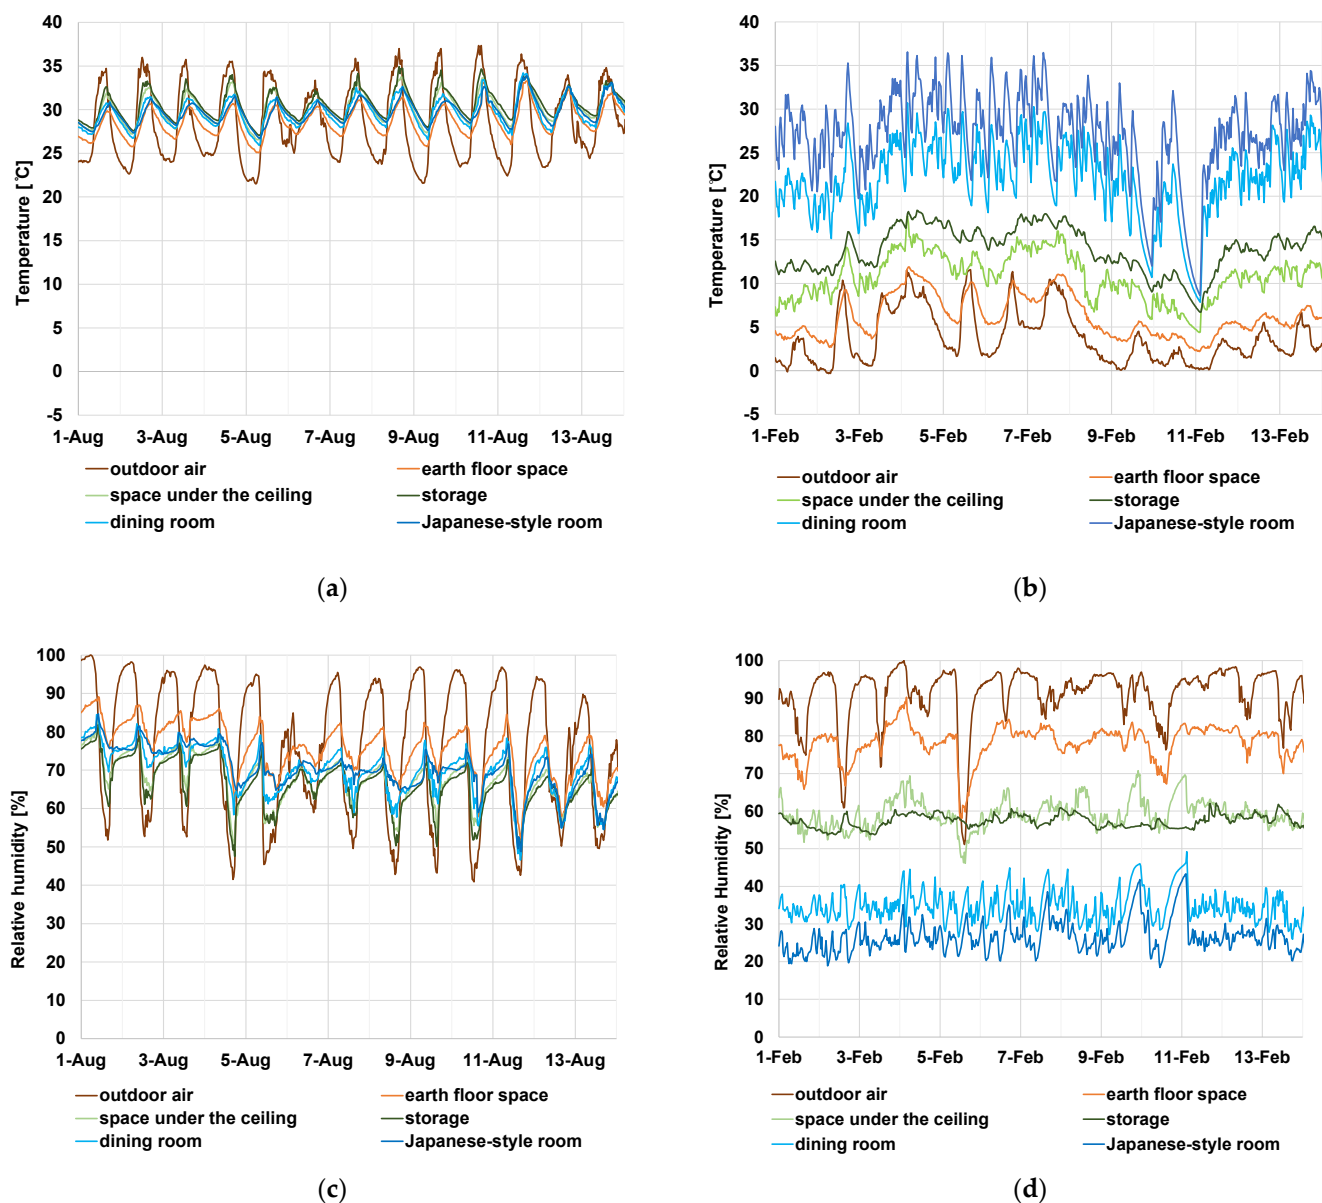 40
35
30
25
20
15
10
5
0
-5
Temperature [℃]
1-Aug 3-Aug 5-Aug 7-Aug 9-Aug 11-Aug 13-Aug
outdoor air earth floor space
space under the ceiling storage
dining room Japanese-style room
(a)
40
35
30
25
20
15
10
5
0
-5
Temperature [℃]
1-Feb 3-Feb 5-Feb 7-Feb 9-Feb 11-Feb 13-Feb
outdoor air earth floor space
space under the ceiling storage
dining room Japanese-style room
(b)
100
90
80
70
60
50
40
30
20
10
0
Relative humidity [%]
1-Aug 3-Aug 5-Aug 7-Aug 9-Aug 11-Aug 13-Aug
outdoor air earth floor space
space under the ceiling storage
dining room Japanese-style room
(c)
100
90
80
70
60
50
40
30
20
10
0
Relative Humidity [%]
1-Feb 3-Feb 5-Feb 7-Feb 9-Feb 11-Feb 13-Feb
outdoor air earth floor space
space under the ceiling storage
dining room Japanese-style room
(d)